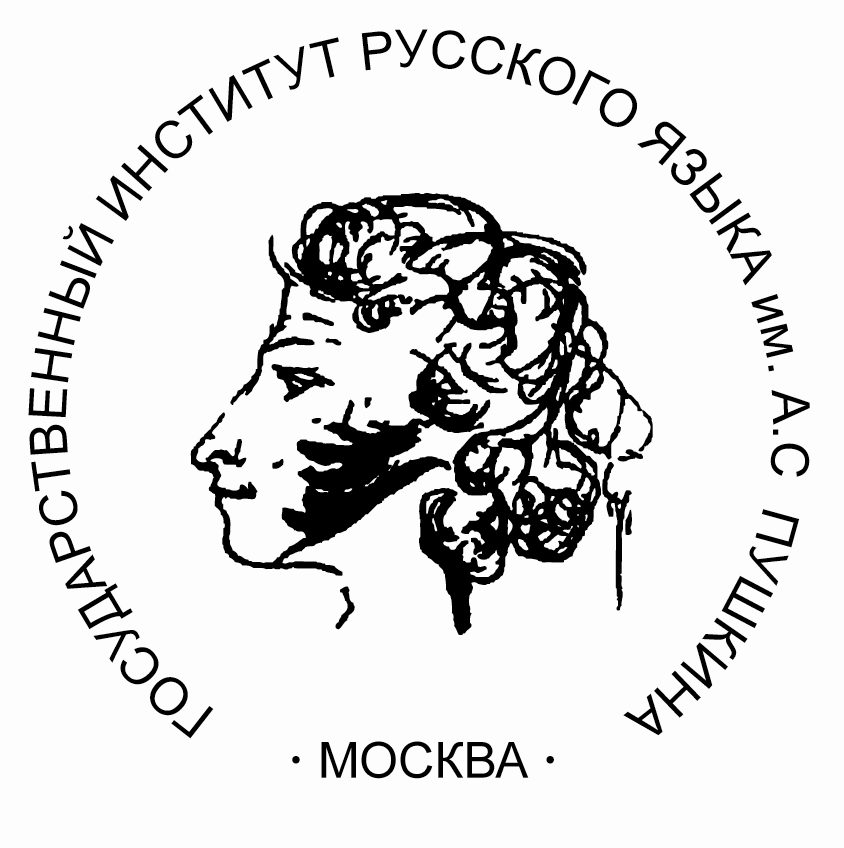 ГОСУДАРСТВЕННЫЙ ИНСТИТУТ РУССКОГО ЯЗЫКА им. А.С ПУШКИНА
· МОСКВА ·